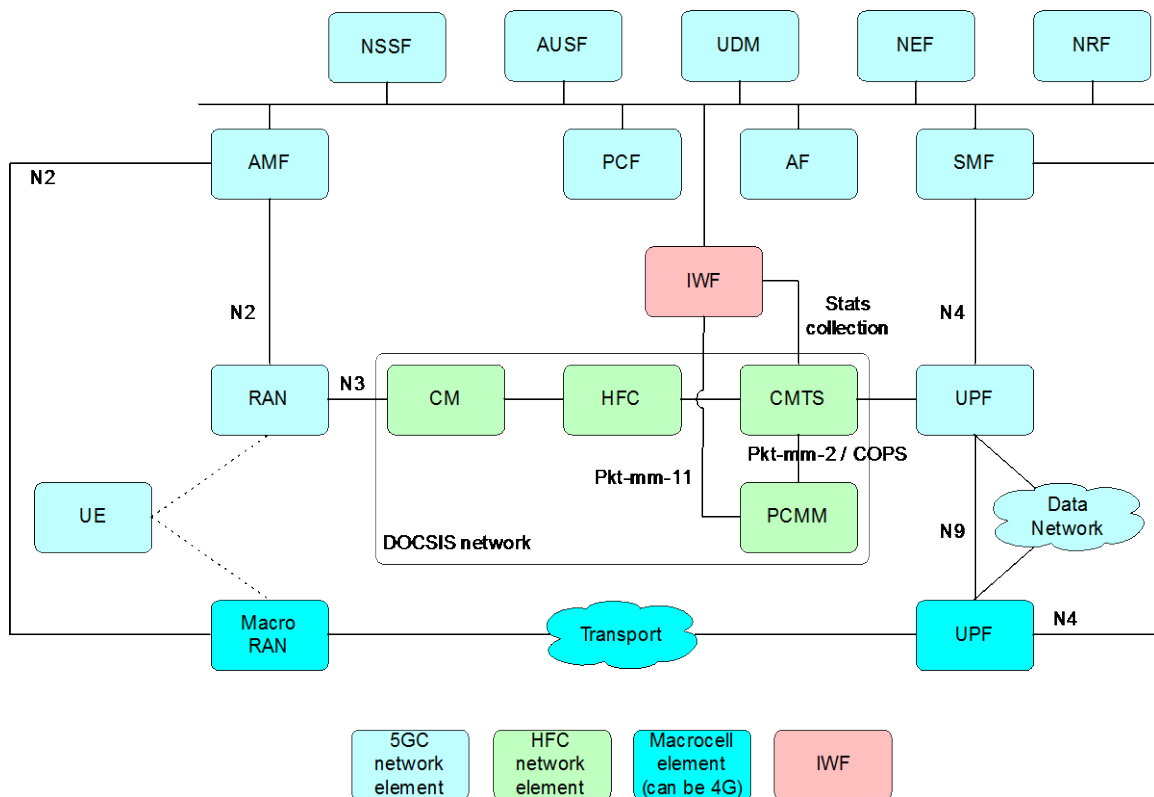 NSSF
AUSF
UDM
NEF
NRF
AMF
PCF
AF
SMF
N2
IWF
N2
Stats
collection
N4
RAN
N3
CM
HFC
CMTS
UPF
Pkt-mm-2 / COPS
Pkt-mm-11
UE
PCMM
Data
Network
DOCSIS network
N9
Macro
RAN
Transport
UPF
N4
5GC
network
element
HFC
network
element
Macrocell
element
(can be 4G)
IWF